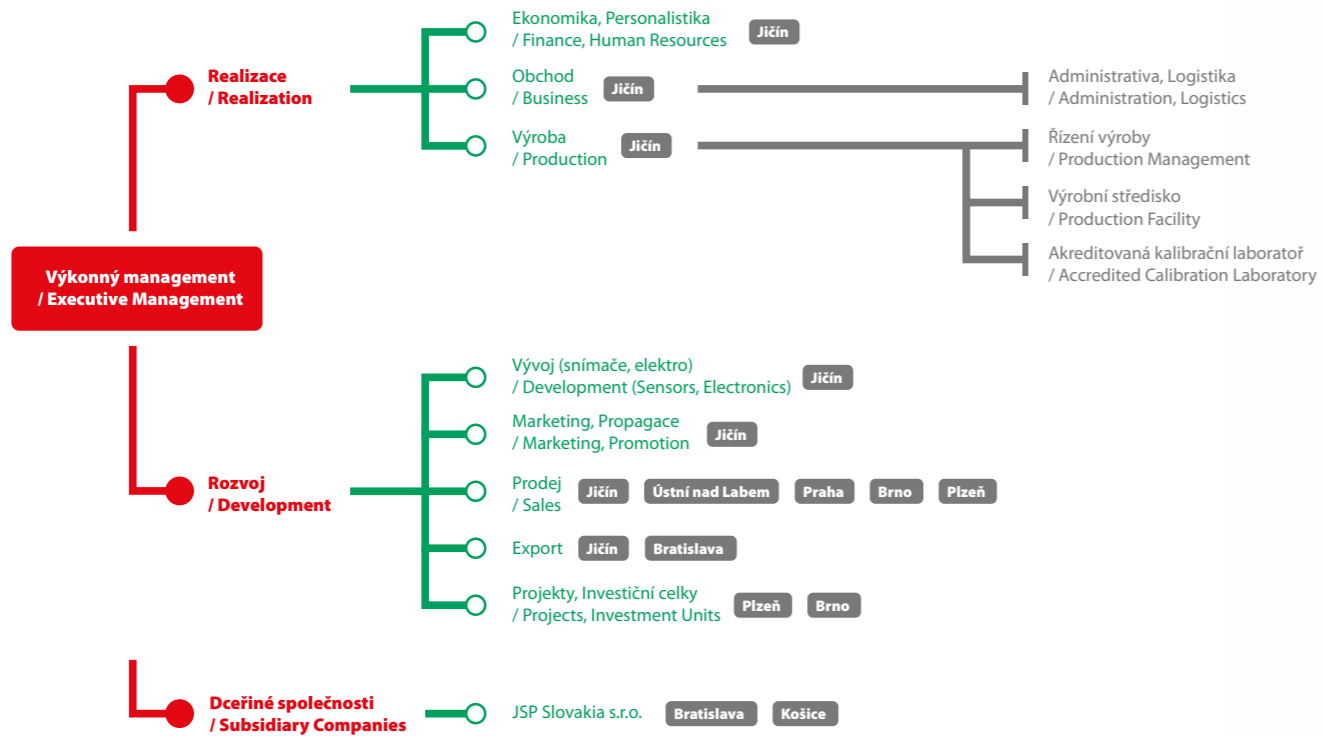 Ekonomika, Personalistika
/ Finance, Human Resources
Jičín
Realizace
/ Realization
Obchod
/ Business
Jičín
Administrativa, Logistika
/ Administration, Logistics
Výroba
/ Production
Jičín
Řízení výroby
/ Production Management
Výrobní středisko
/ Production Facility
Akreditovaná kalibrační laboratoř
/ Accredited Calibration Laboratory
Výkonný management
/ Executive Management
Vývoj (snímače, elektro)
/ Development (Sensors, Electronics)
Jičín
Marketing, Propagace
/ Marketing, Promotion
Jičín
Rozvoj
/ Development
Prodej
/ Sales
Jičín
Ústní nad Labem
Praha
Brno
Plzeň
Export
Jičín
Bratislava
Projekty, Investiční celky
/ Projects, Investment Units
Plzeň
Brno
Dceřiné společnosti
/ Subsidiary Companies
JSP Slovakia s.r.o.
Bratislava
Košice